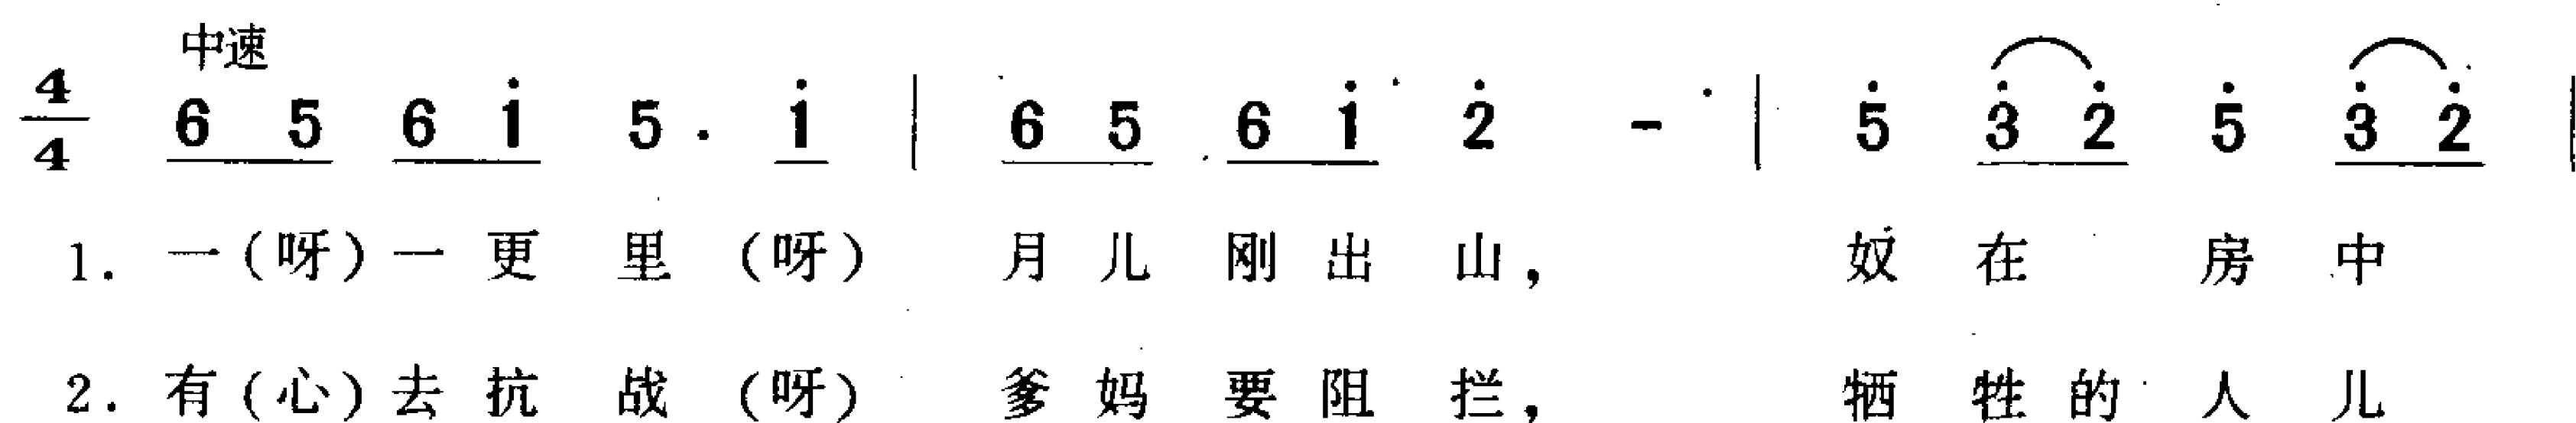 中速
4/4 6 5 6 i 5 · i | 6 5 6 i 2̇ - | 5̇ 3̇ 2̇ 5̇ 3̇ 2̇ |
1. 一(呀)一 更 里 (呀) 月 儿 刚 出 山， 奴 在 房 中
2. 有(心)去 抗 战 (呀) 爹 妈 要 阻 拦， 牺 牲 的 人 儿